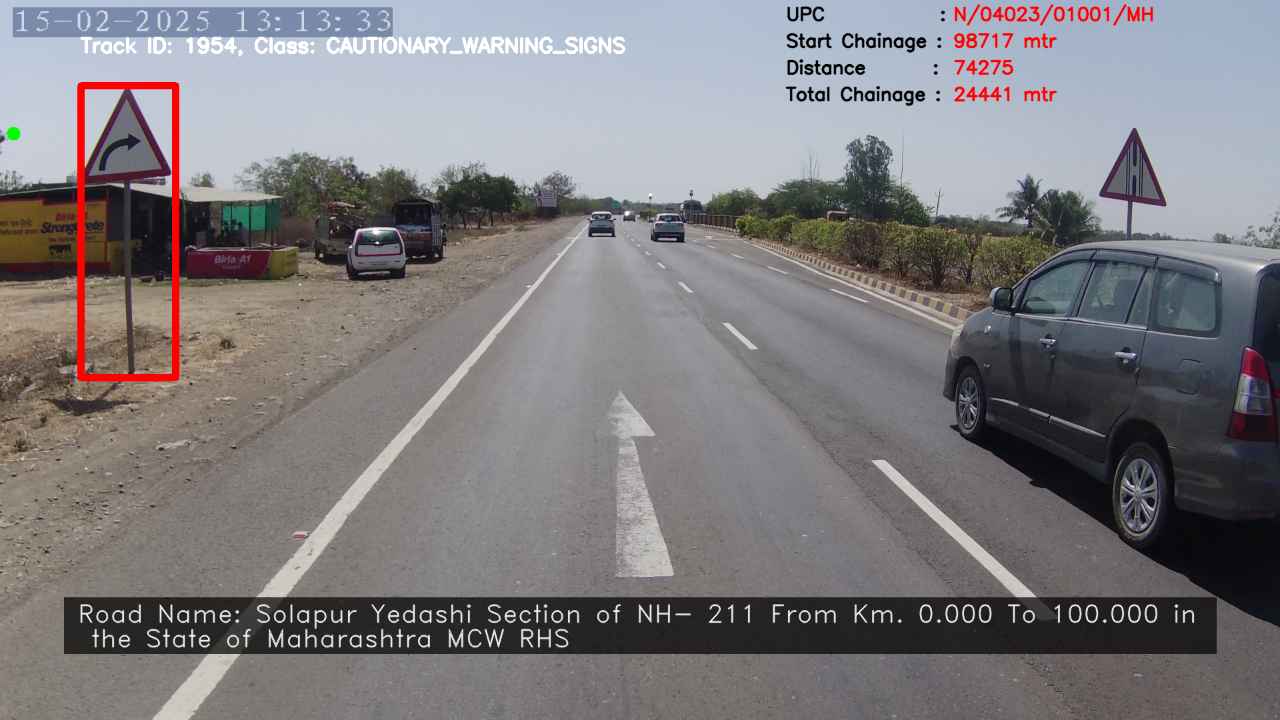 15-02-2025 13:13:33
Track ID: 1954, Class: CAUTIONARY_WARNING_SIGNS
UPC : N/04023/01001/MH
Start Chainage : 98717 mtr
Distance : 74275
Total Chainage : 24441 mtr
Birla A1
Road Name: Solapur Yedashi Section of NH- 211 From Km. 0.000 To 100.000 in
the State of Maharashtra MCW RHS